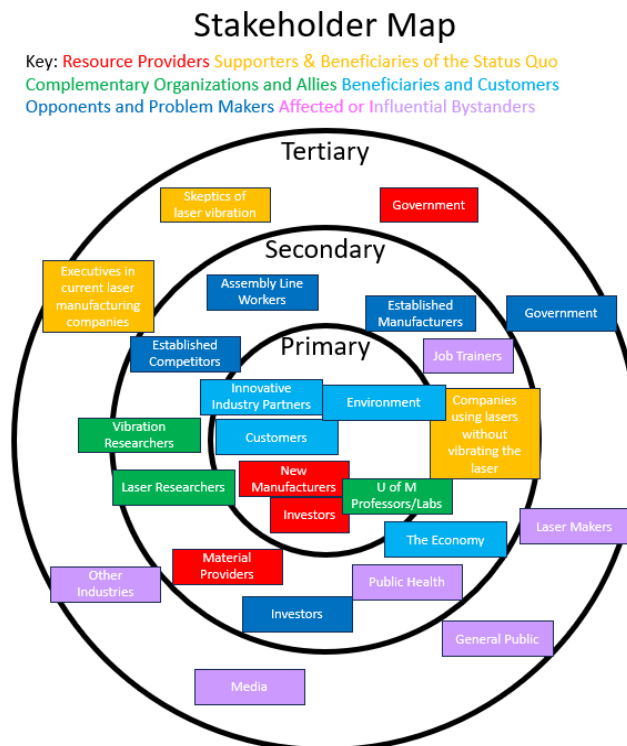 Stakeholder Map
Key: Resource Providers Supporters & Beneficiaries of the Status Quo
Complementary Organizations and Allies Beneficiaries and Customers
Opponents and Problem Makers Affected or Influential Bystanders
Tertiary
Skeptics of
laser vibration
Government
Secondary
Executives in
current laser
manufacturing
companies
Assembly Line
Workers
Established
Manufacturers
Government
Established
Competitors
Primary
Job Trainers
Innovative
Industry Partners
Environment
Companies
using lasers
without
vibrating the
laser
Vibration
Researchers
Customers
Laser Researchers
New
Manufacturers
U of M
Professors/Labs
Investors
Laser Makers
The Economy
Material
Providers
Other
Industries
Public Health
Investors
General Public
Media